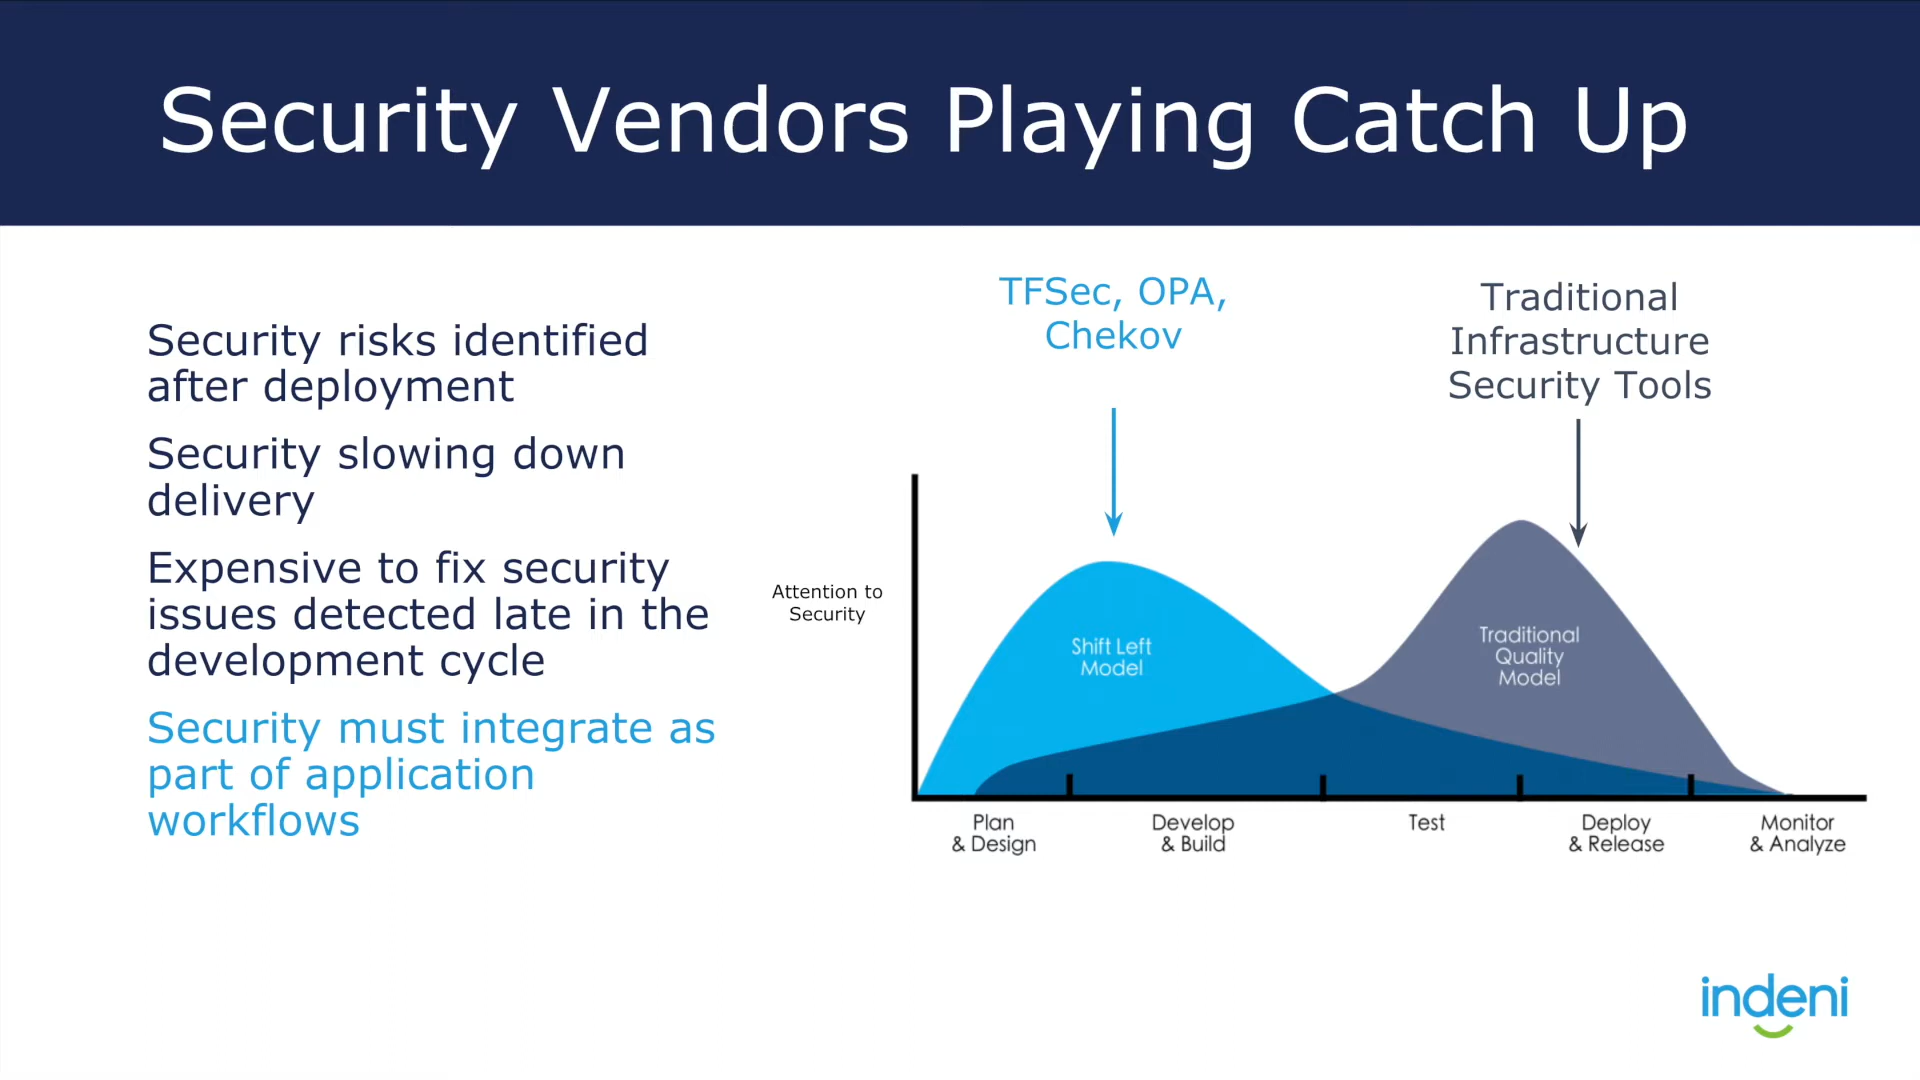 Security Vendors Playing Catch Up
Security risks identified
after deployment
Security slowing down
delivery
Expensive to fix security
issues detected late in the
development cycle
Security must integrate as
part of application
workflows
TFSec, OPA,
Chekov
Traditional
Infrastructure
Security Tools
Attention to
Security
Shift Left
Model
Traditional
Quality
Model
Plan
& Design
Develop
& Build
Test
Deploy
& Release
Monitor
& Analyze
indeni